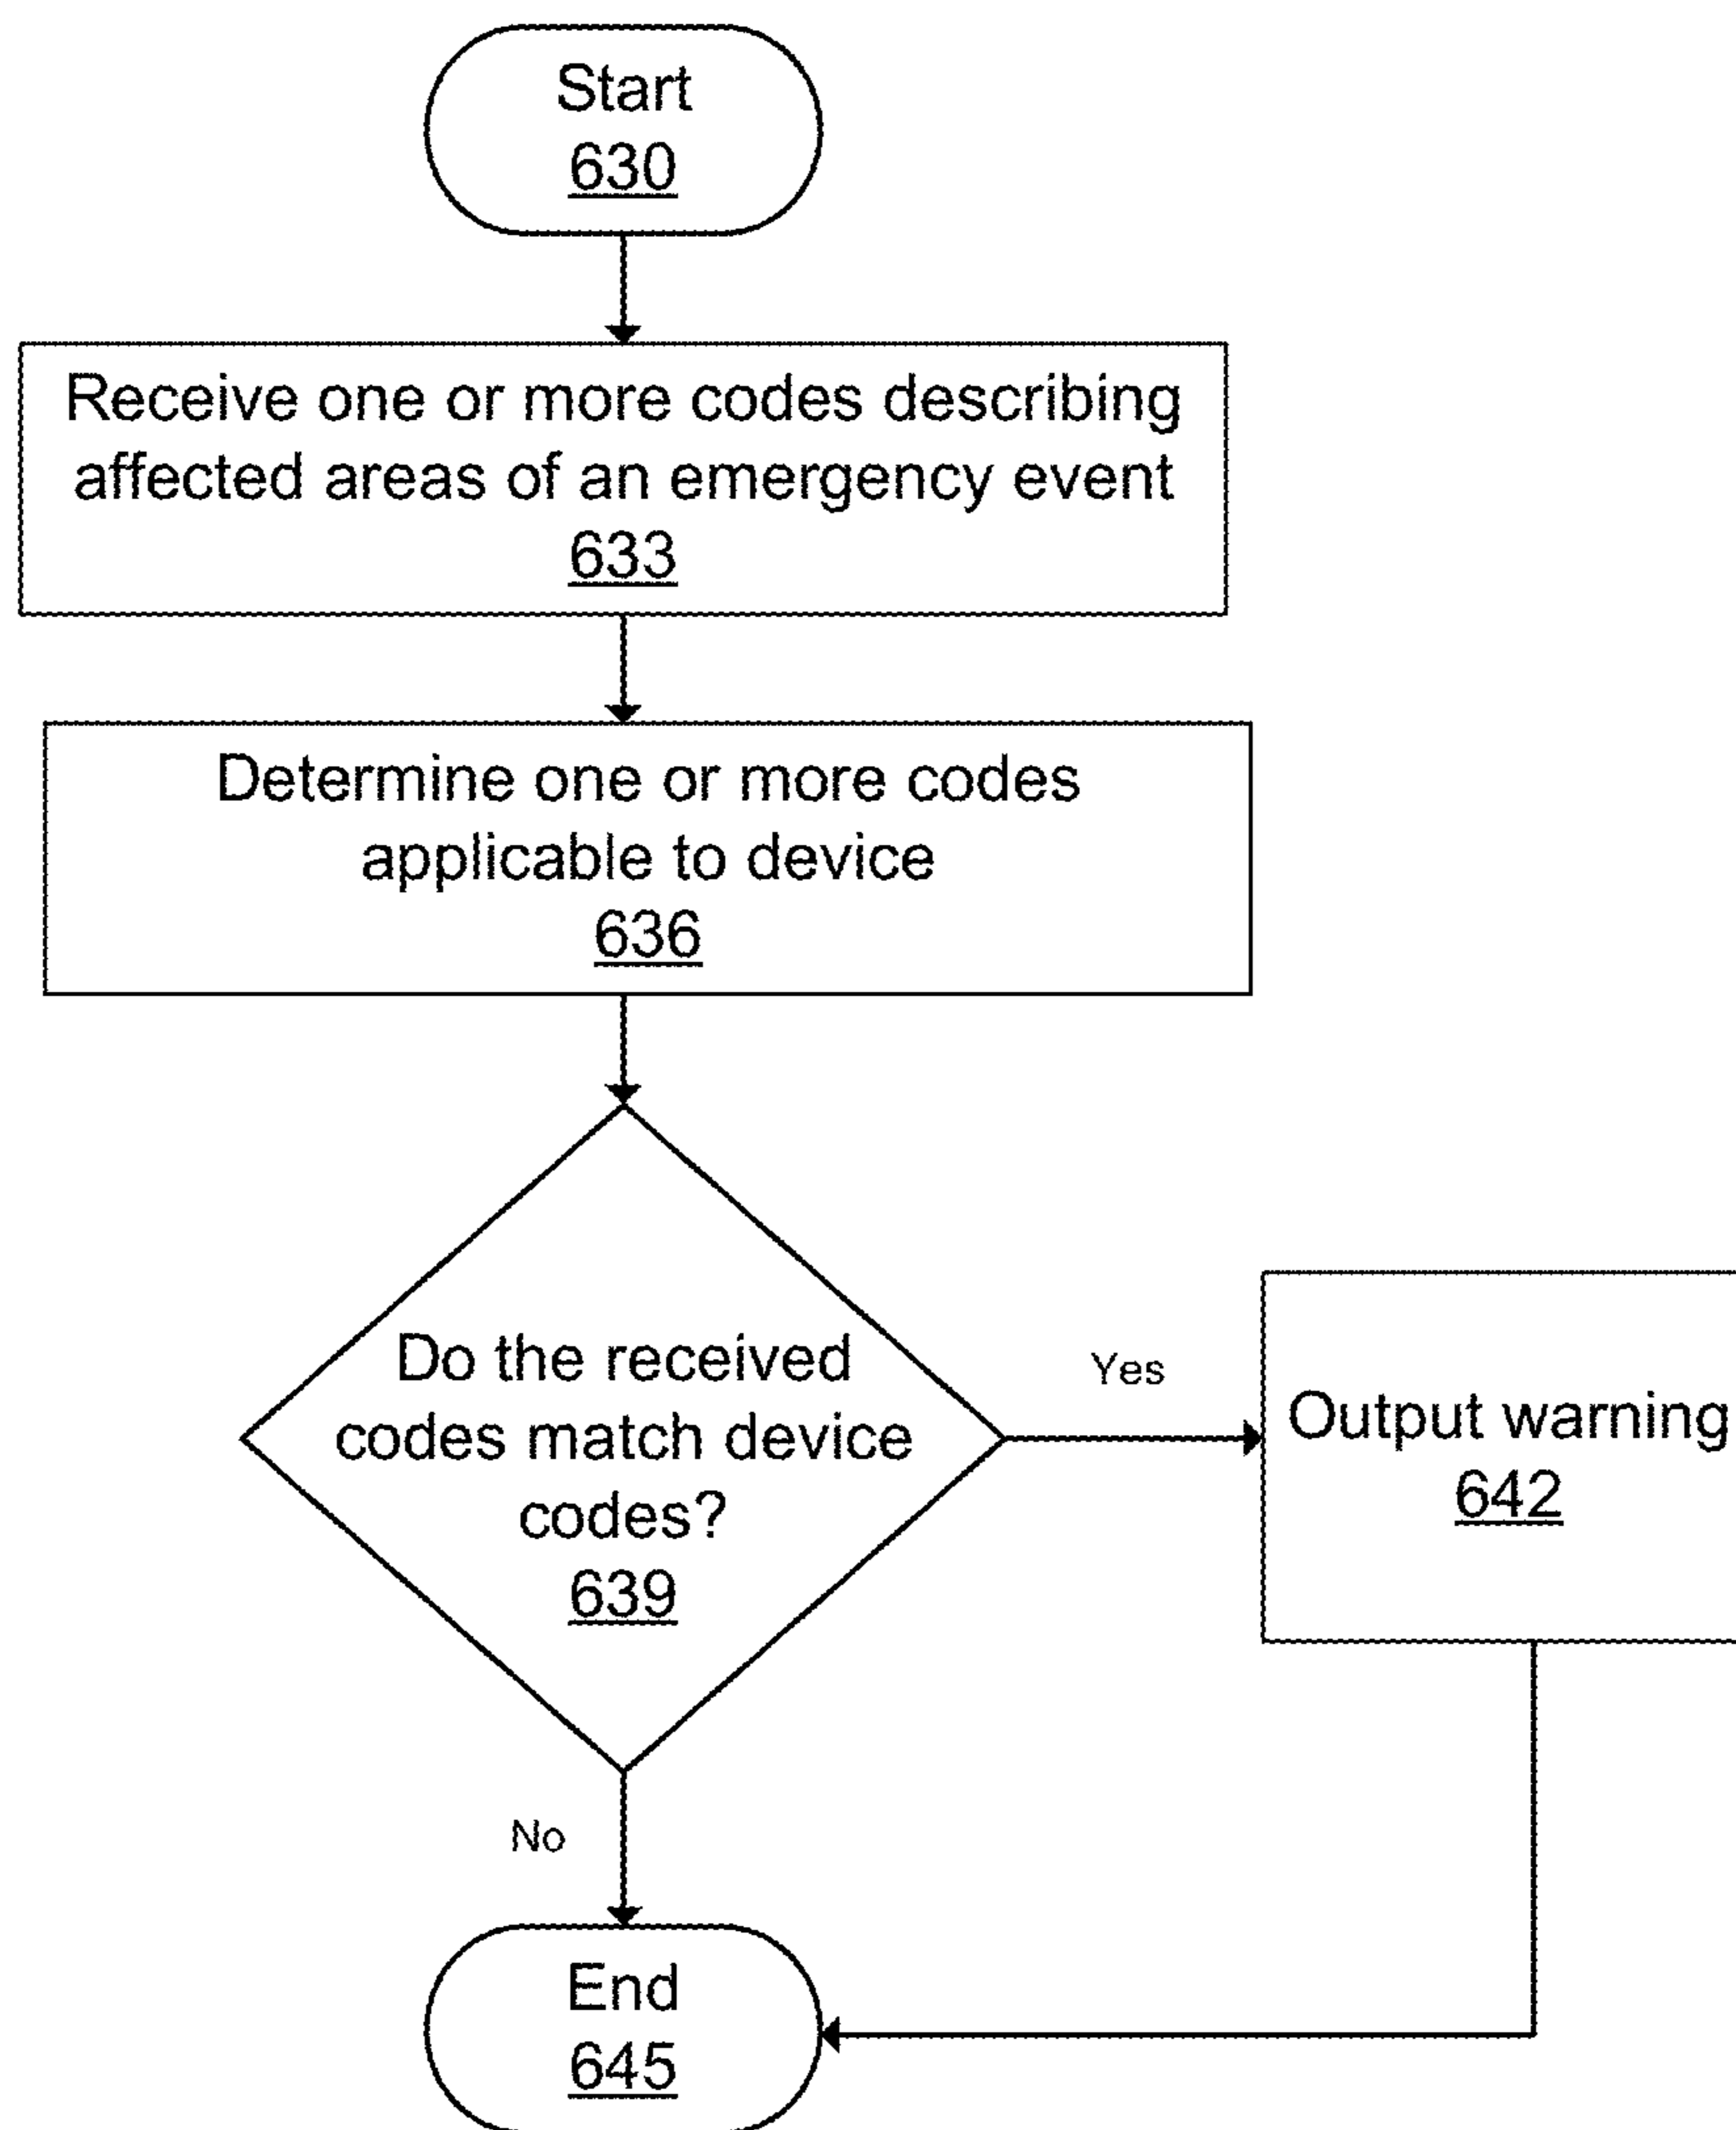 Start
630
Receive one or more codes describing
affected areas of an emergency event
633
Determine one or more codes
applicable to device
636
Do the received
codes match device
codes?
639
Yes
Output warning
642
No
End
645